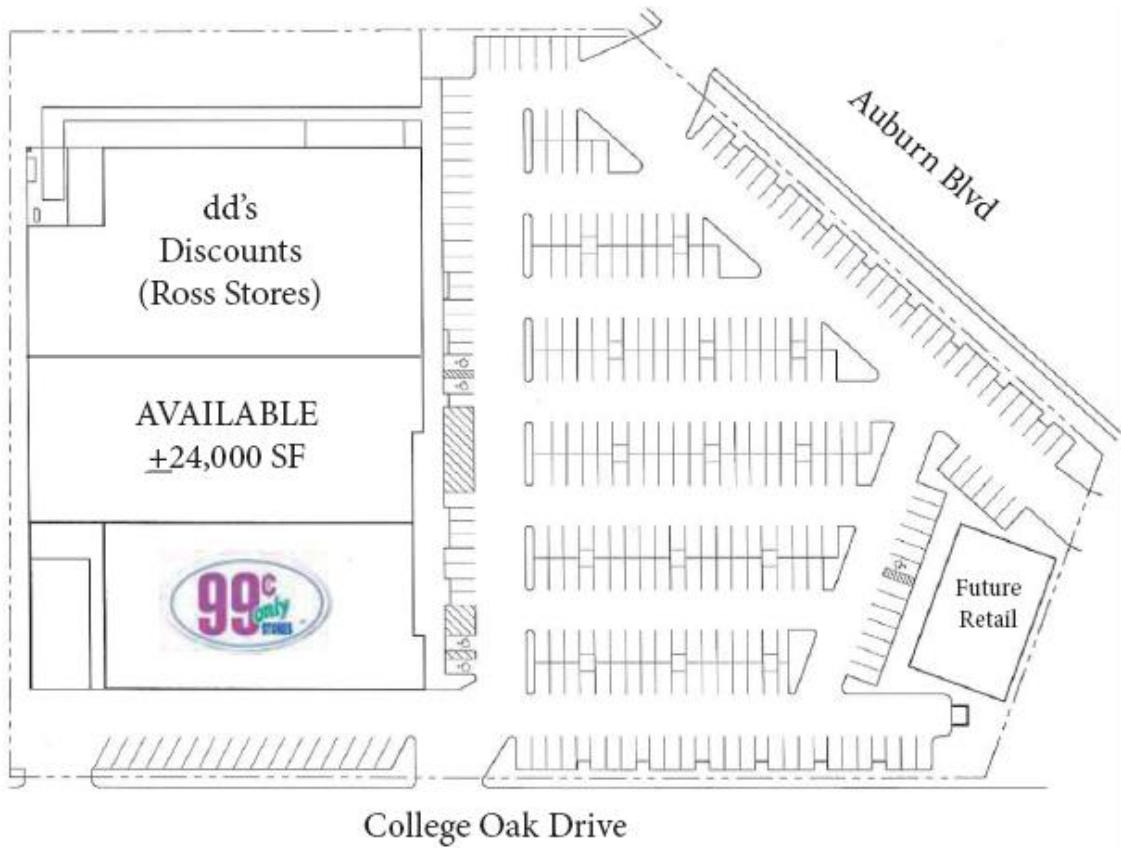 Auburn Blvd
dd's
Discounts
(Ross Stores)
AVAILABLE
±24,000 SF
99¢
only
STORES
Future
Retail
College Oak Drive